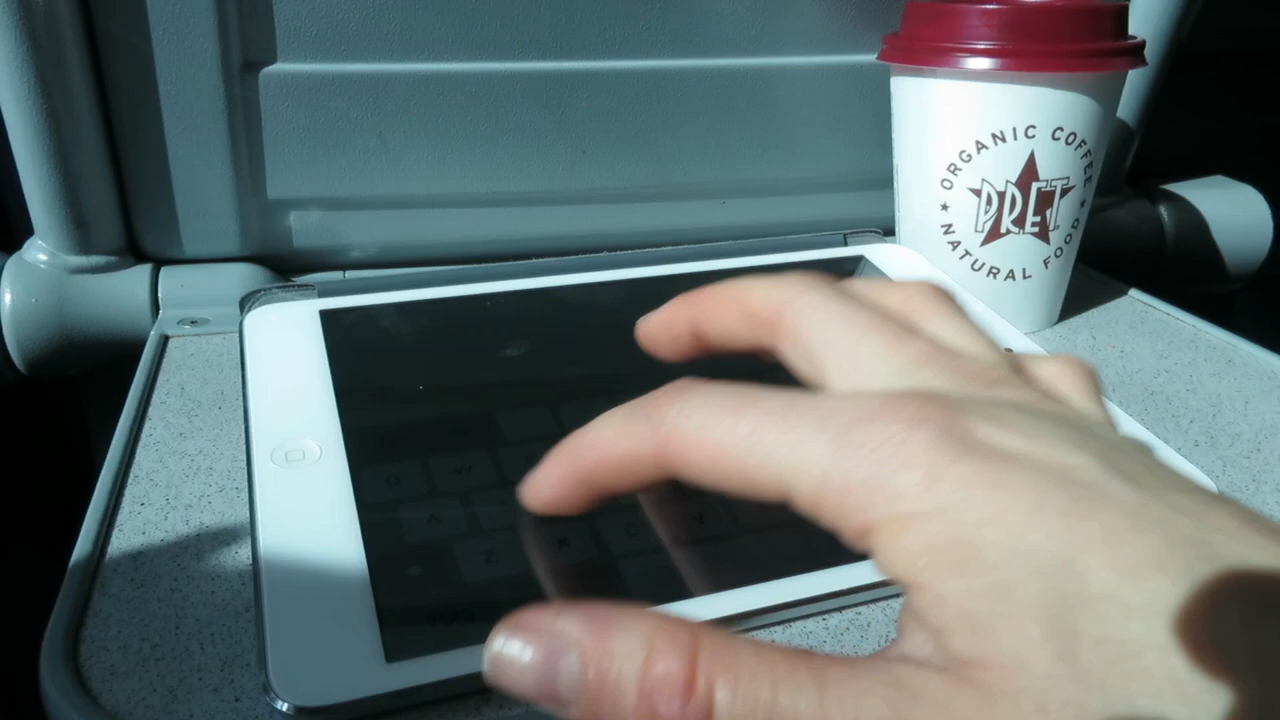 ORGANIC COFFEE
PRET
NATURAL FOOD
Q W
A
Z X C V